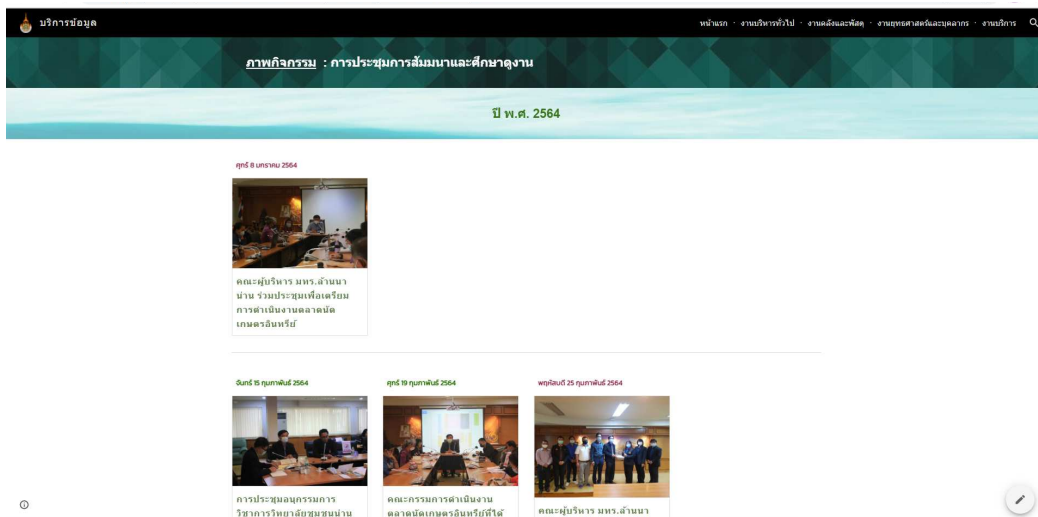 บริการข้อมูล
หน้าแรก · งานบริหารทั่วไป · งานคลังและพัสดุ · งานยุทธศาสตร์และบุคลากร · งานบริการ
ภาพกิจกรรม : การประชุมการสัมมนาและศึกษาดูงาน
ปี พ.ศ. 2564
ศุกร์ 8 มกราคม 2564
คณะผู้บริหาร มทร.ล้านนา
น่าน ร่วมประชุมเพื่อเตรียม
การดำเนินงานตลาดนัด
เกษตรอินทรีย์
จันทร์ 15 กุมภาพันธ์ 2564
ศุกร์ 19 กุมภาพันธ์ 2564
พฤหัสบดี 25 กุมภาพันธ์ 2564
การประชุมอนุกรรมการ
วิชาการวิทยาลัยชุมชนน่าน
คณะกรรมการดำเนินงาน
ตลาดนัดเกษตรอินทรีย์ที่ได้
คณะผู้บริหาร มทร.ล้านนา